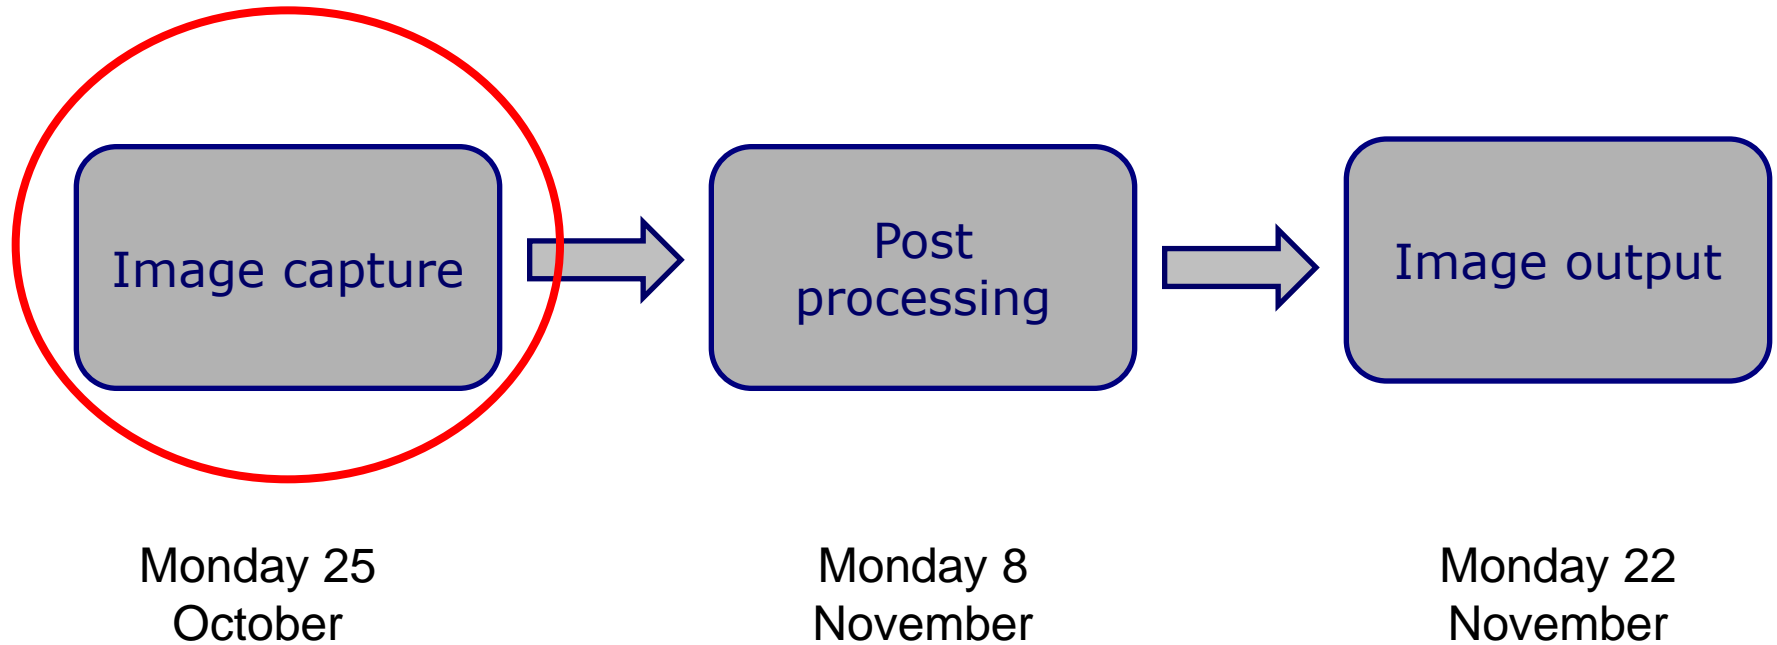 Image capture
Post
processing
Image output
Monday 25
October
Monday 8
November
Monday 22
November